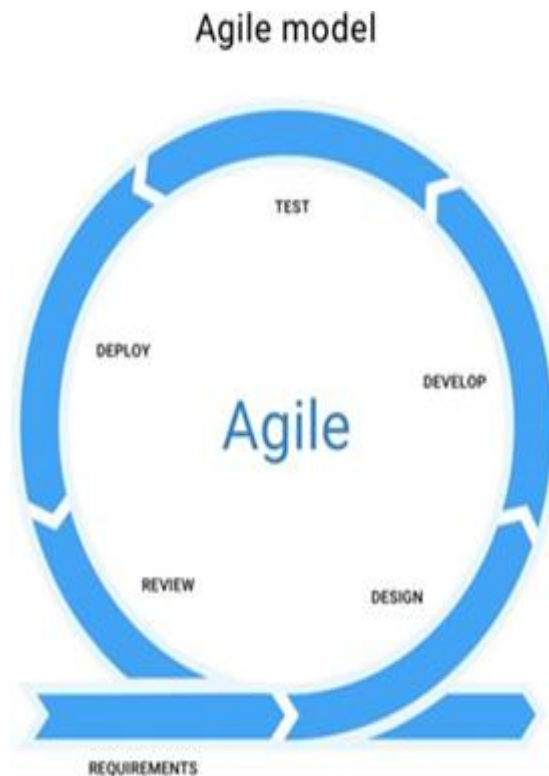 Agile model
TEST
DEPLOY
DEVELOP
Agile
REVIEW
DESIGN
REQUIREMENTS